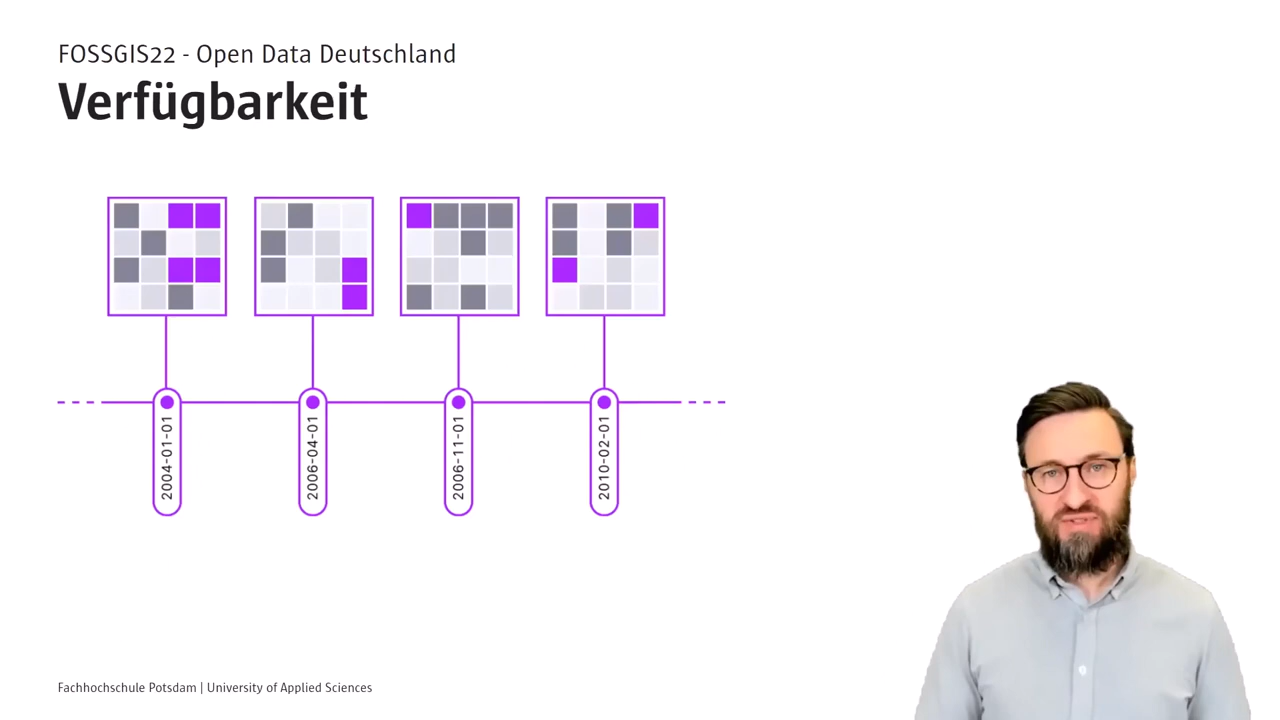 FOSSGIS22 - Open Data Deutschland
Verfügbarkeit
2004-01-01
2006-04-01
2006-11-01
2010-02-01
Fachhochschule Potsdam | University of Applied Sciences